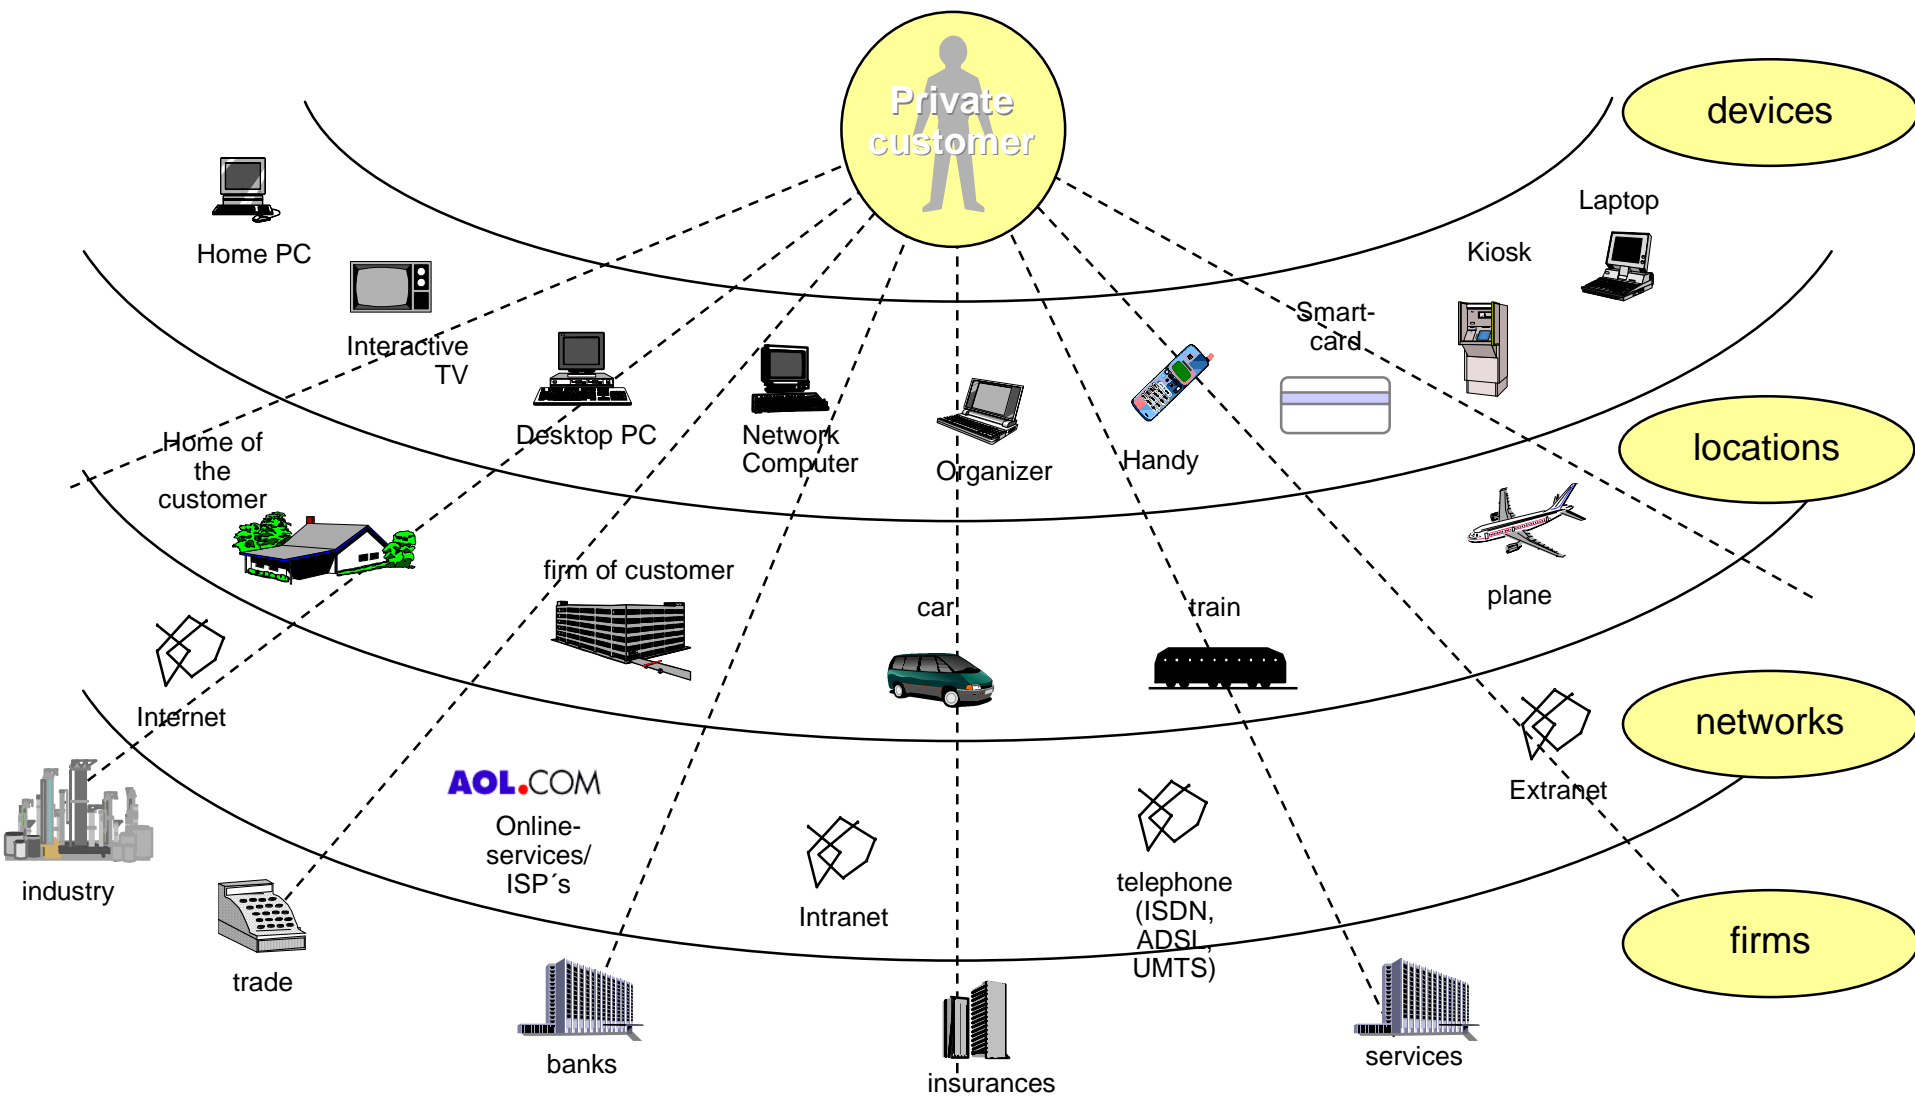 Private
customer
devices
Home PC
Interactive
TV
Desktop PC
Network
Computer
Organizer
Handy
Smart-
card
Kiosk
Laptop
locations
Home of
the
customer
firm of customer
car
train
plane
networks
Internet
AOL.COM
Online-
services/
ISP´s
Intranet
telephone
(ISDN,
ADSL,
UMTS)
Extranet
firms
industry
trade
banks
insurances
services